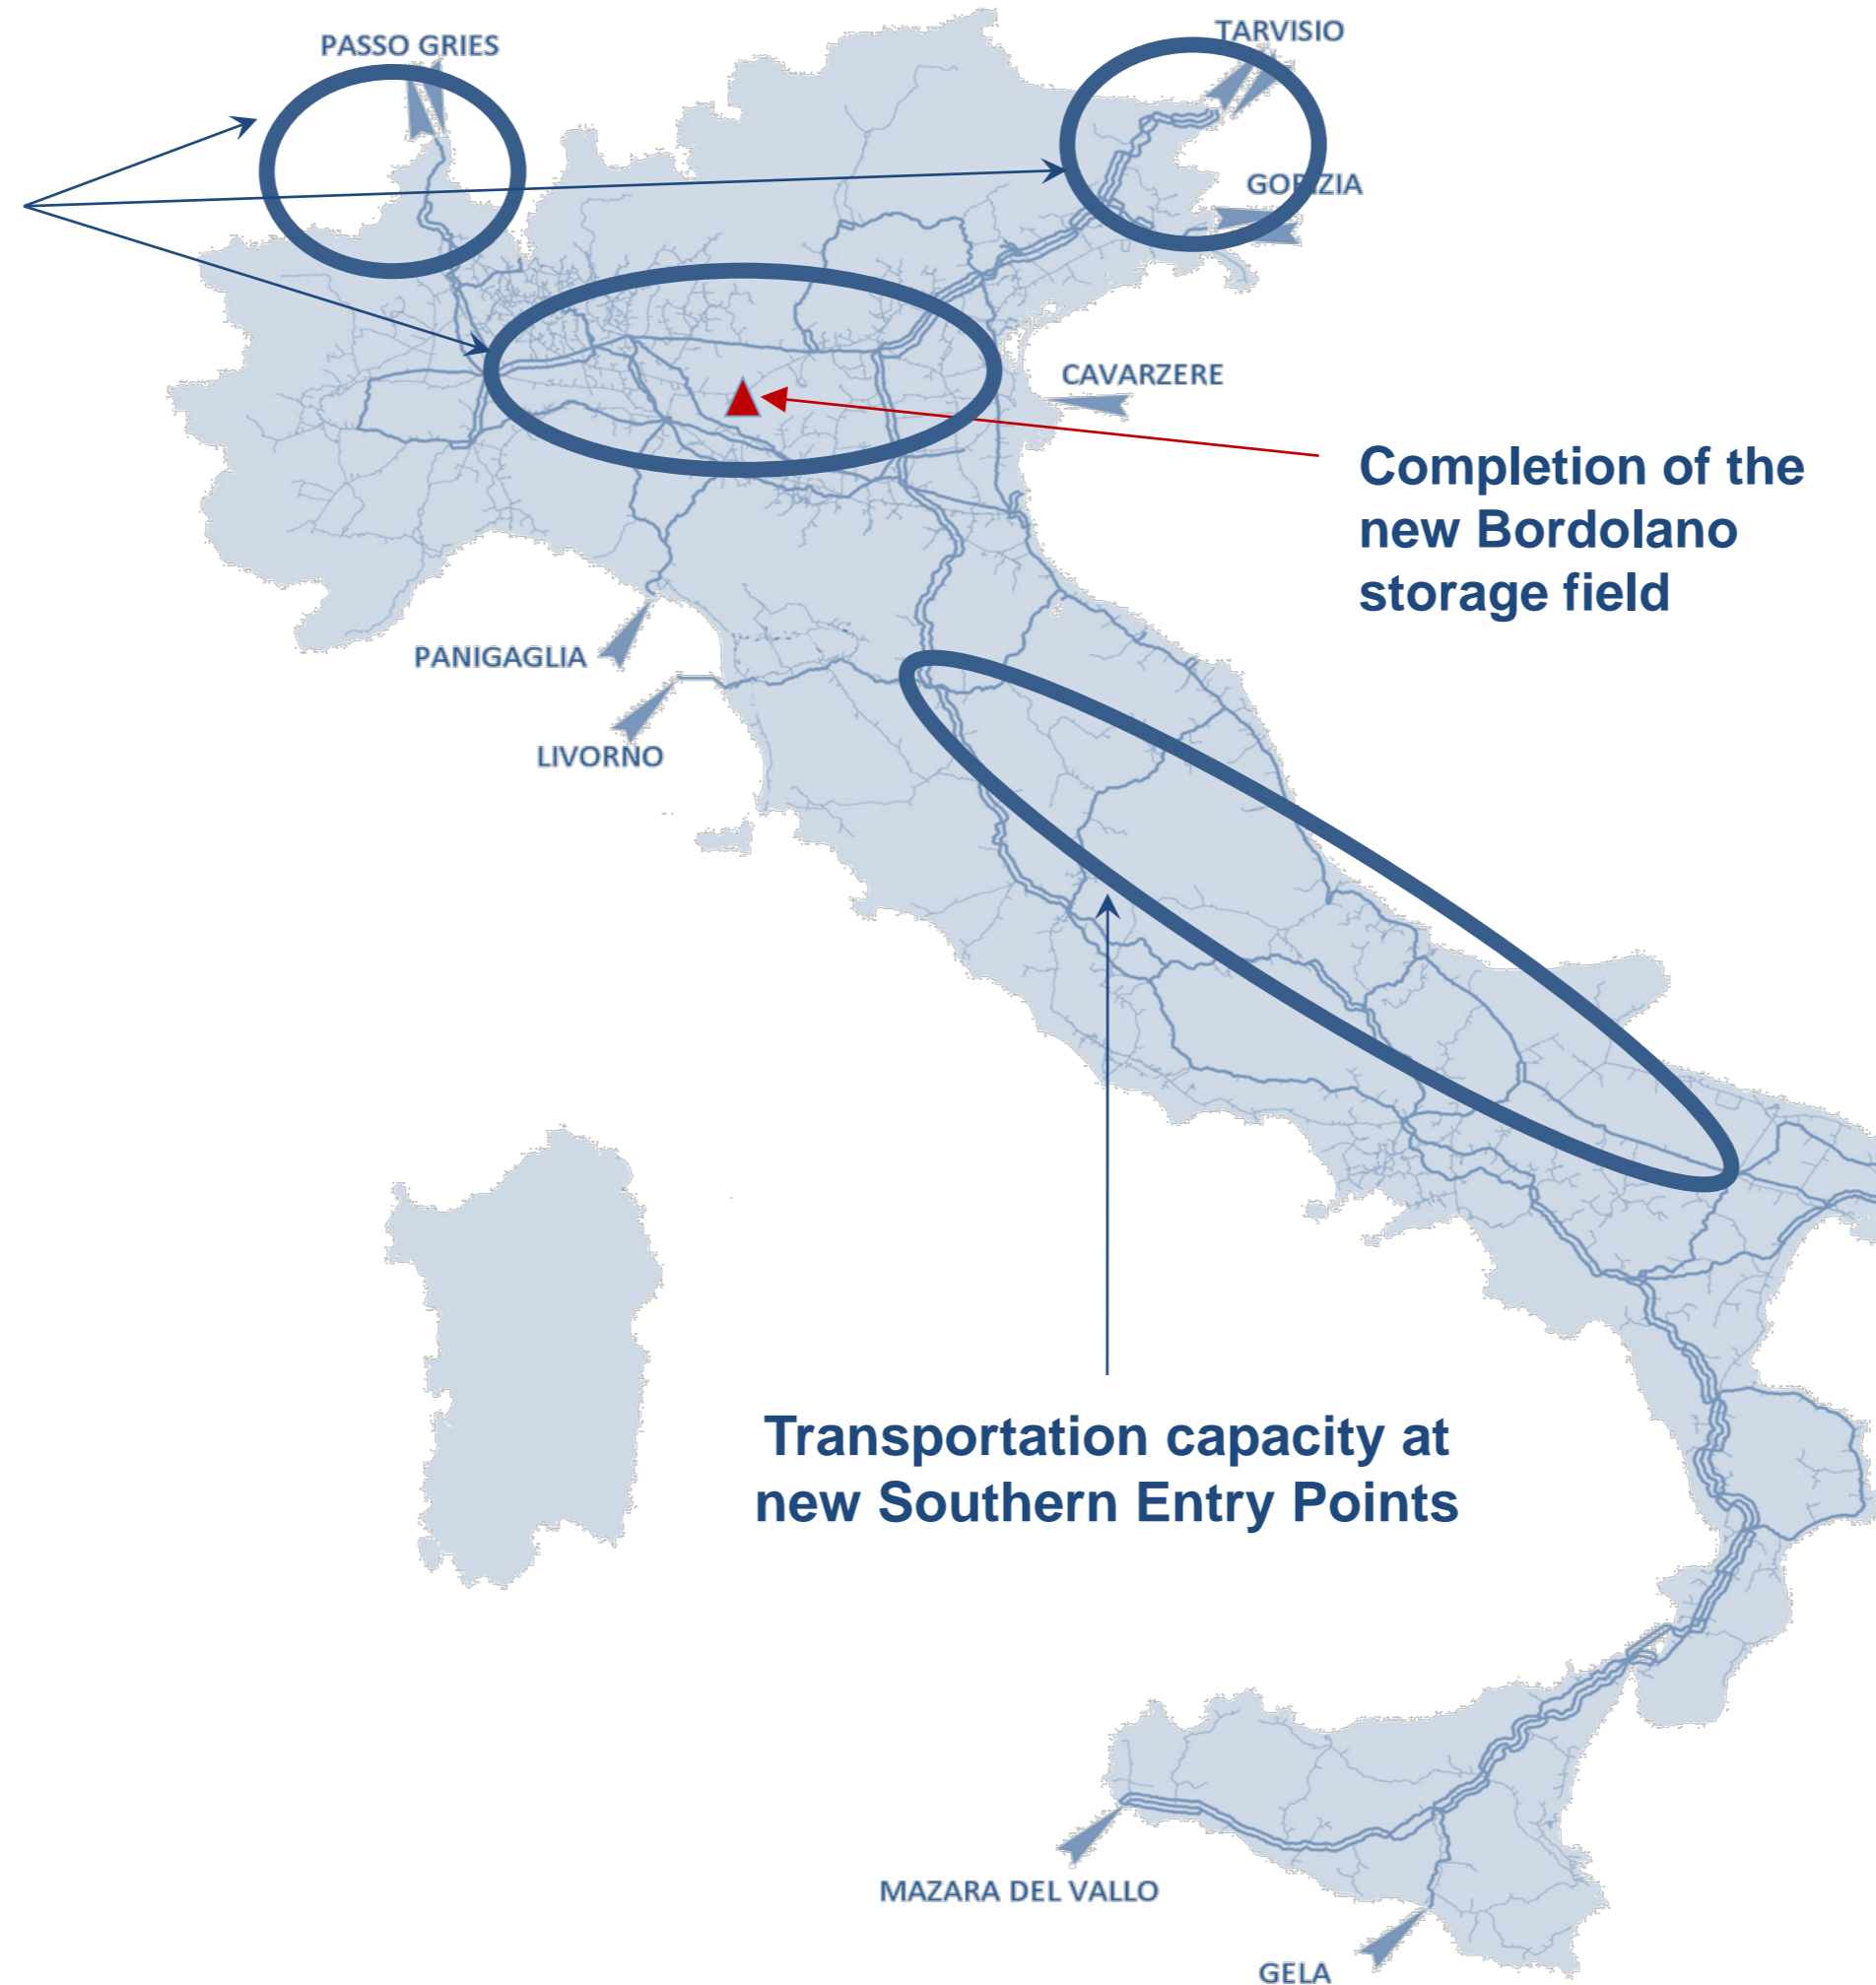 PASSO GRIES
TARVISIO
GORIZIA
CAVARZERE
Completion of the
new Bordolano
storage field
PANIGAGLIA
LIVORNO
Transportation capacity at
new Southern Entry Points
MAZARA DEL VALLO
GELA